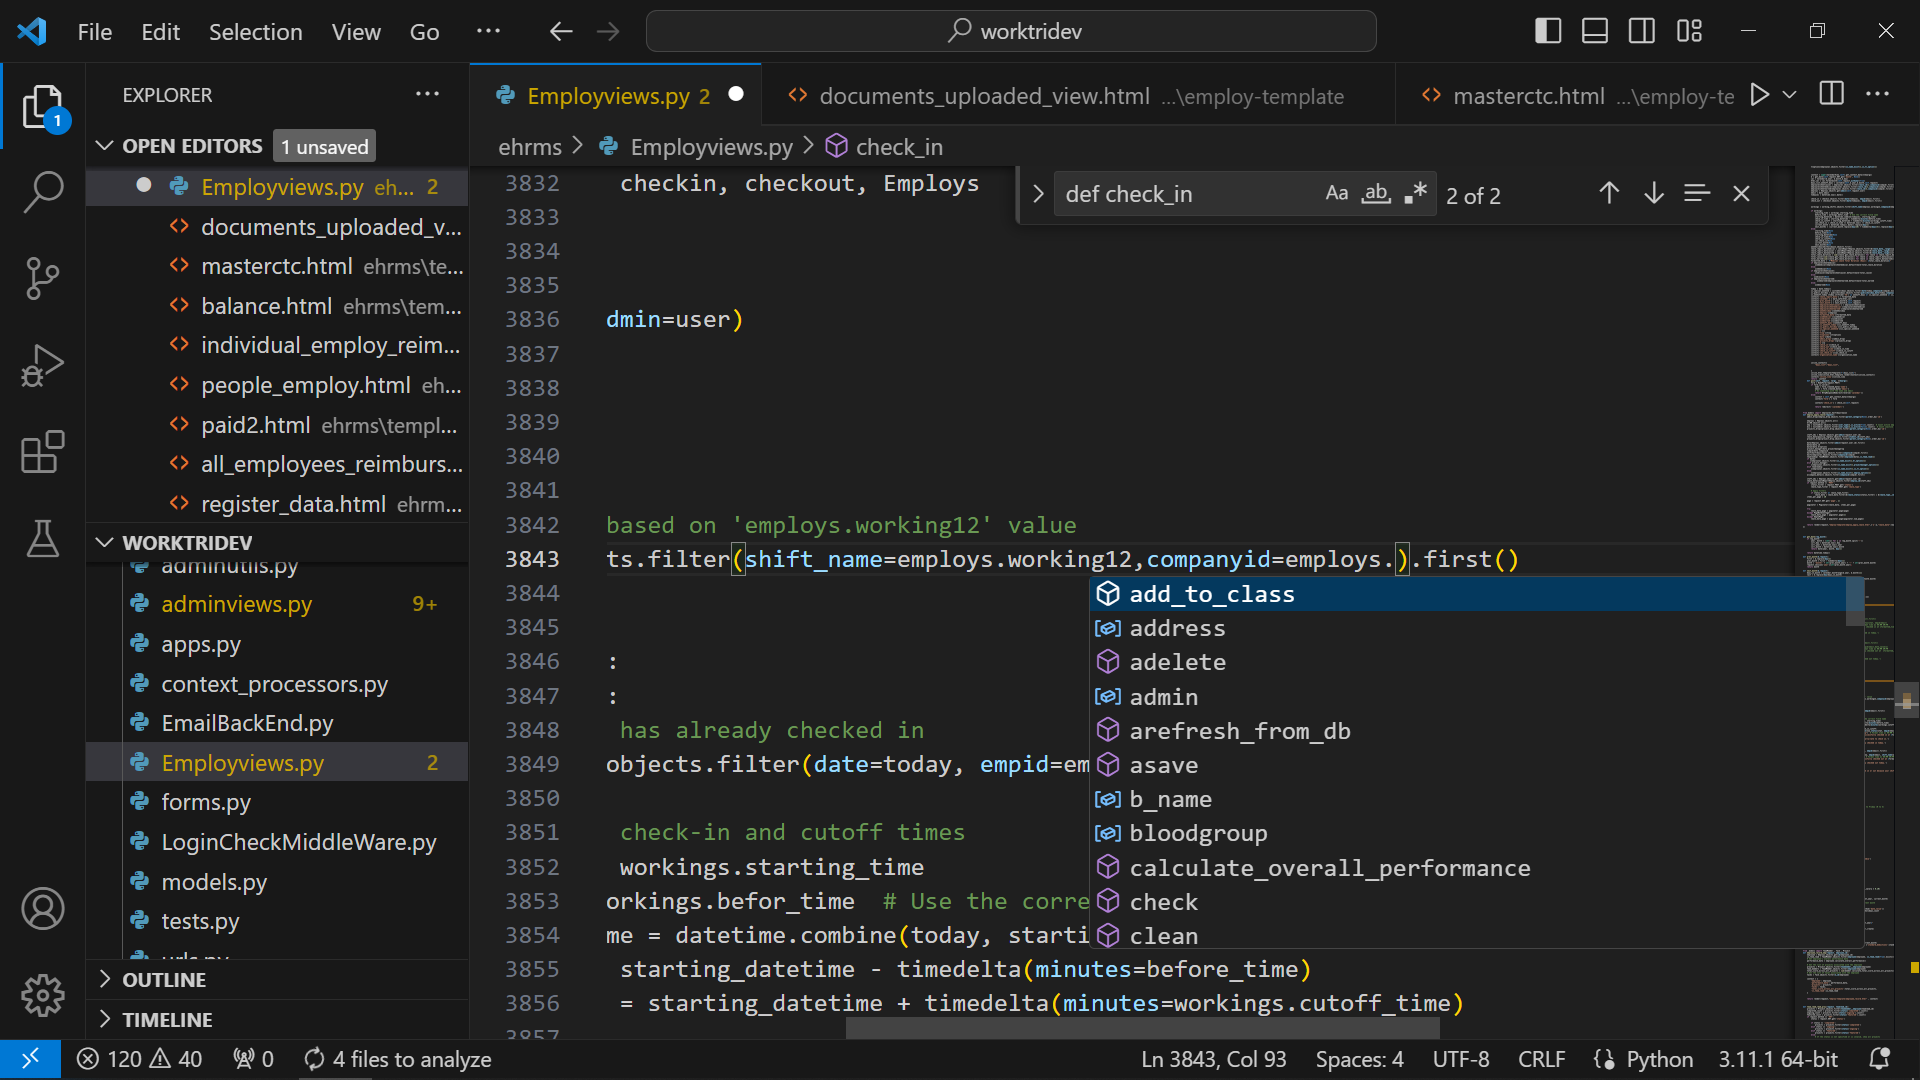 File Edit Selection View Go ··· worktridev
EXPLORER ···
OPEN EDITORS 1 unsaved
Employviews.py eh... 2
documents_uploaded_v...
masterctc.html ehrms\te...
balance.html ehrms\tem...
individual_employ_reim...
people_employ.html eh...
paid2.html ehrms\templ...
all_employees_reimburs...
register_data.html ehrm...
WORKTRIDEV
adminutils.py
adminviews.py 9+
apps.py
context_processors.py
EmailBackEnd.py
Employviews.py 2
forms.py
LoginCheckMiddleWare.py
models.py
tests.py
urls.py
OUTLINE
TIMELINE
1
Employviews.py 2 documents_uploaded_view.html ...\employ-template masterctc.html ...\employ-te ···
ehrms > Employviews.py > check_in
def check_in Aa ab .* 2 of 2
3832 checkin, checkout, Employs
3833
3834
3835
3836 dmin=user)
3837
3838
3839
3840
3841
3842 based on 'employs.working12' value
3843 ts.filter(shift_name=employs.working12,companyid=employs.).first()
3844
3845
3846 :
3847 :
3848 has already checked in
3849 objects.filter(date=today, empid=em
3850
3851 check-in and cutoff times
3852 workings.starting_time
3853 orkings.befor_time # Use the corre
3854 me = datetime.combine(today, starti
3855 starting_datetime - timedelta(minutes=before_time)
3856 = starting_datetime + timedelta(minutes=workings.cutoff_time)
3857
add_to_class
address
adelete
admin
arefresh_from_db
asave
b_name
bloodgroup
calculate_overall_performance
check
clean
120 40 0 4 files to analyze Ln 3843, Col 93 Spaces: 4 UTF-8 CRLF Python 3.11.1 64-bit